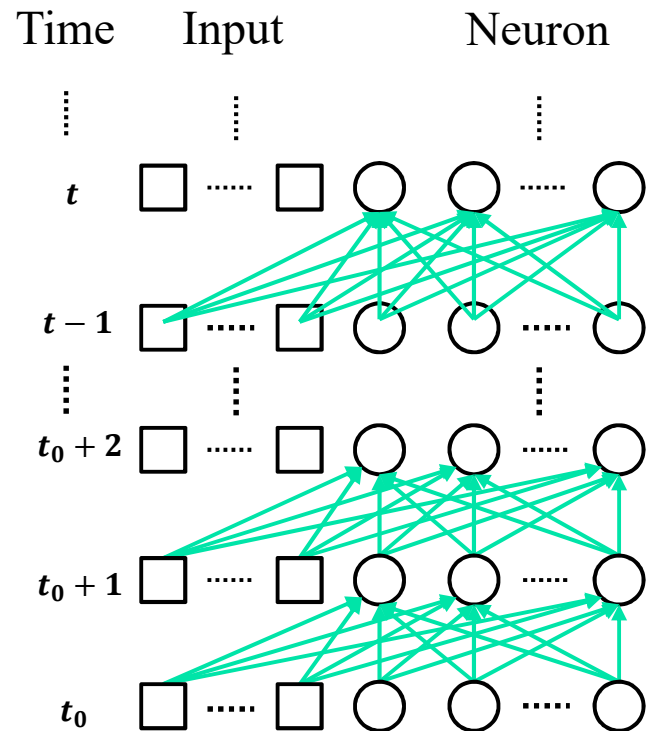 Time Input Neuron
t
t − 1
t₀ + 2
t₀ + 1
t₀